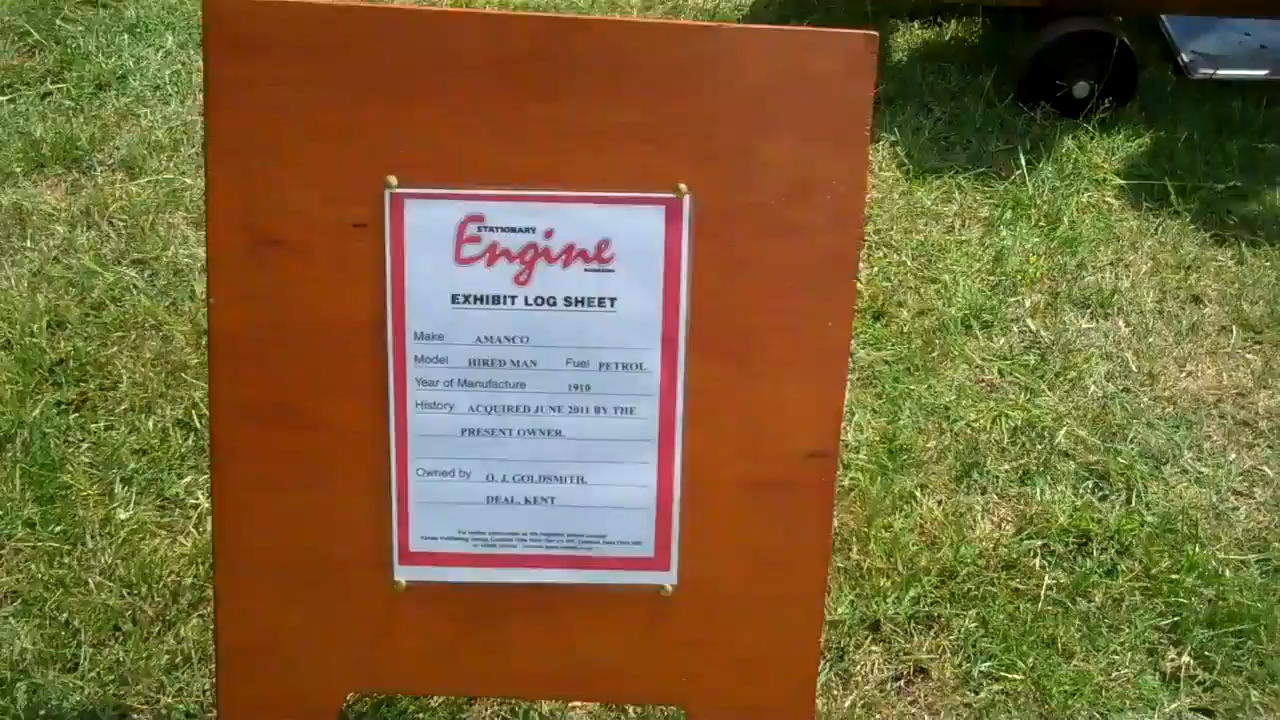 STATIONARY
Engine
MAGAZINE
EXHIBIT LOG SHEET
Make AMANCO
Model HIRED MAN Fuel PETROL
Year of Manufacture 1910
History ACQUIRED JUNE 2011 BY THE
PRESENT OWNER.
Owned by O. J. GOLDSMITH,
DEAL, KENT